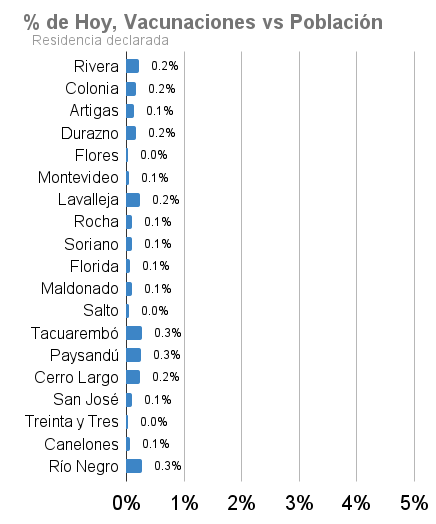 % de Hoy, Vacunaciones vs Población
Residencia declarada
Rivera 0.2%
Colonia 0.2%
Artigas 0.1%
Durazno 0.2%
Flores 0.0%
Montevideo 0.1%
Lavalleja 0.2%
Rocha 0.1%
Soriano 0.1%
Florida 0.1%
Maldonado 0.1%
Salto 0.0%
Tacuarembó 0.3%
Paysandú 0.3%
Cerro Largo 0.2%
San José 0.1%
Treinta y Tres 0.0%
Canelones 0.1%
Río Negro 0.3%
0% 1% 2% 3% 4% 5%